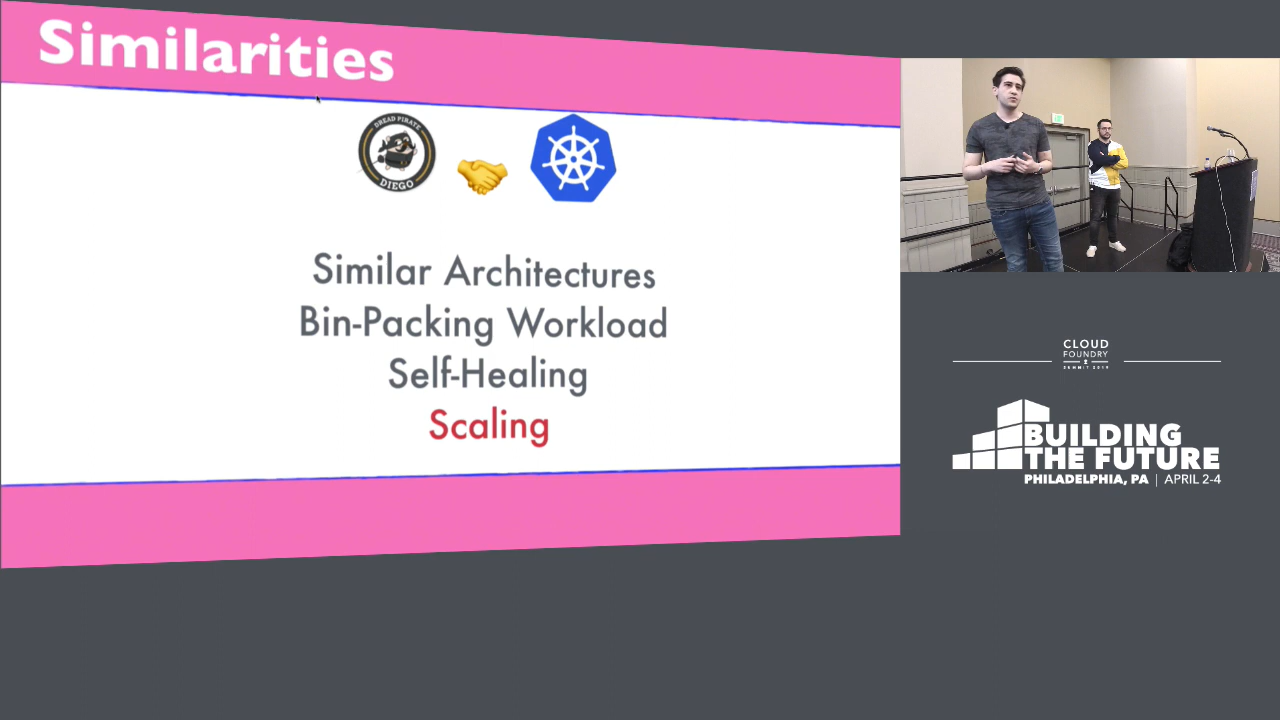 Similarities
DREAD PIRATE
DIEGO
Similar Architectures
Bin-Packing Workload
Self-Healing
Scaling
CLOUD
FOUNDRY
SUMMIT 2019
BUILDING
THE FUTURE
PHILADELPHIA, PA | APRIL 2-4